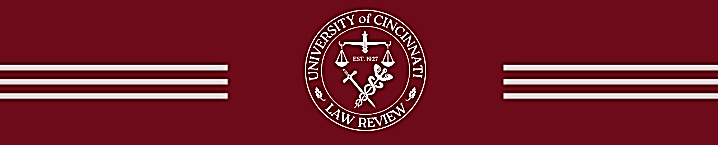 UNIVERSITY of CINCINNATI
EST. 1927
LAW REVIEW